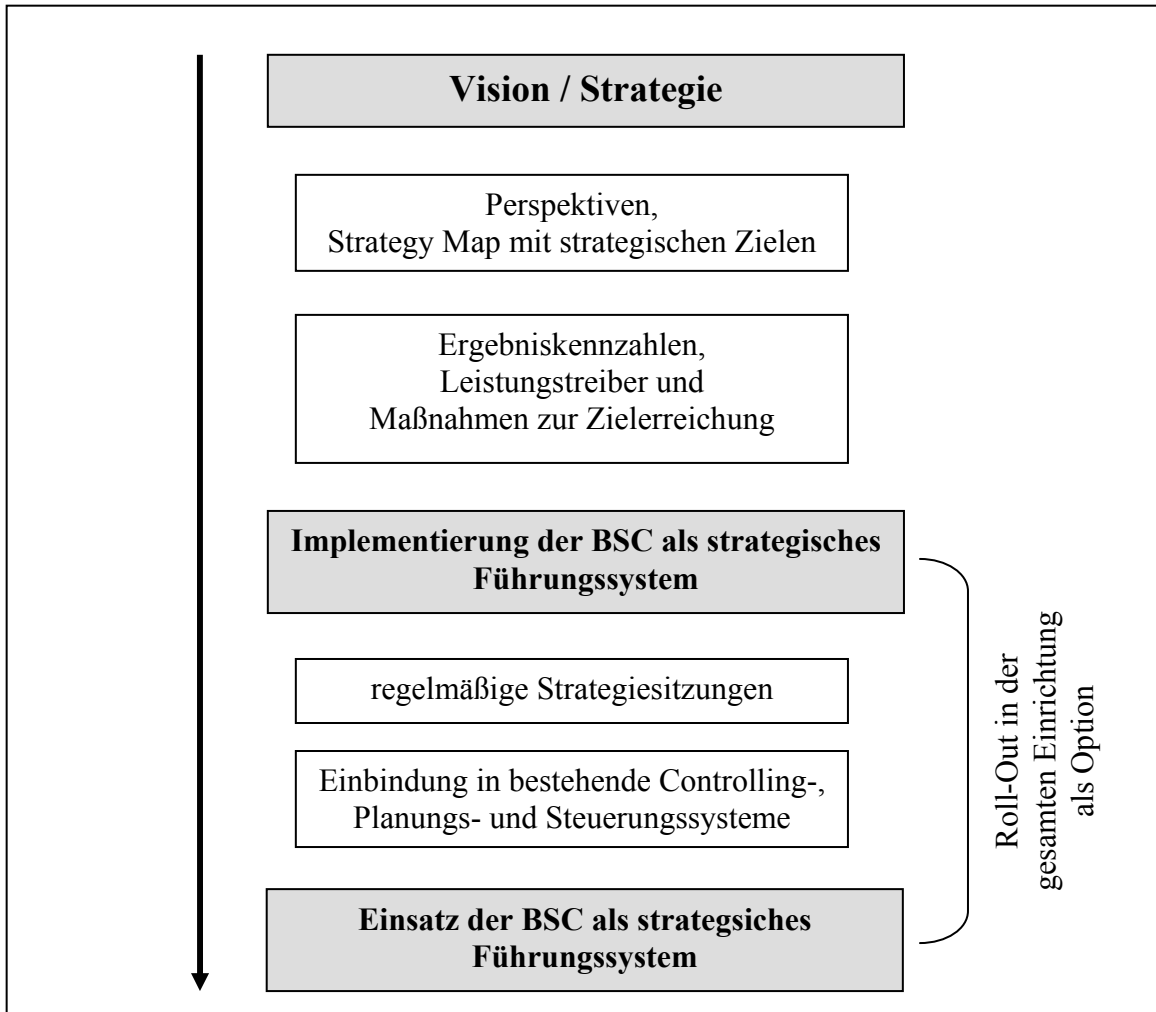 Vision / Strategie
Perspektiven,
Strategy Map mit strategischen Zielen
Ergebniskennzahlen,
Leistungstreiber und
Maßnahmen zur Zielerreichung
Implementierung der BSC als strategisches
Führungssystem
regelmäßige Strategiesitzungen
Einbindung in bestehende Controlling-,
Planungs- und Steuerungssysteme
Einsatz der BSC als strategsiches
Führungssystem
Roll-Out in der
gesamten Einrichtung
als Option